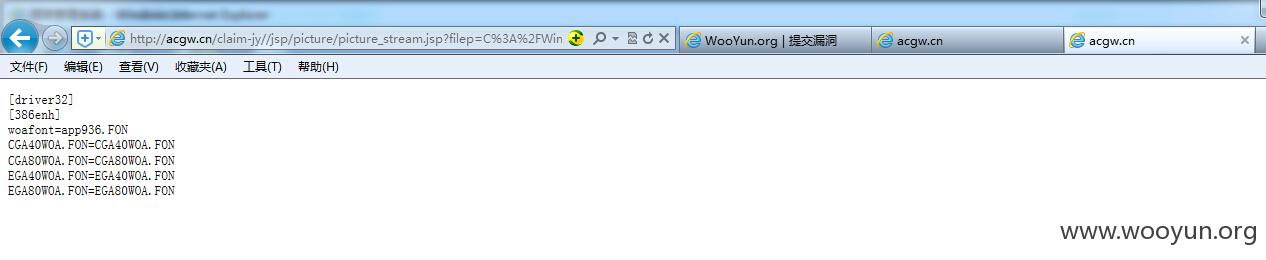 Internet Explorer
http://acgw.cn/claim-jy//jsp/picture/picture_stream.jsp?filep=C%3A%2FWin
WooYun.org | 提交漏洞
acgw.cn
acgw.cn
文件(F) 编辑(E) 查看(V) 收藏夹(A) 工具(T) 帮助(H)
[driver32]
[386enh]
woafont=app936.FON
CGA40WOA.FON=CGA40WOA.FON
CGA80WOA.FON=CGA80WOA.FON
EGA40WOA.FON=EGA40WOA.FON
EGA80WOA.FON=EGA80WOA.FON
www.wooyun.org